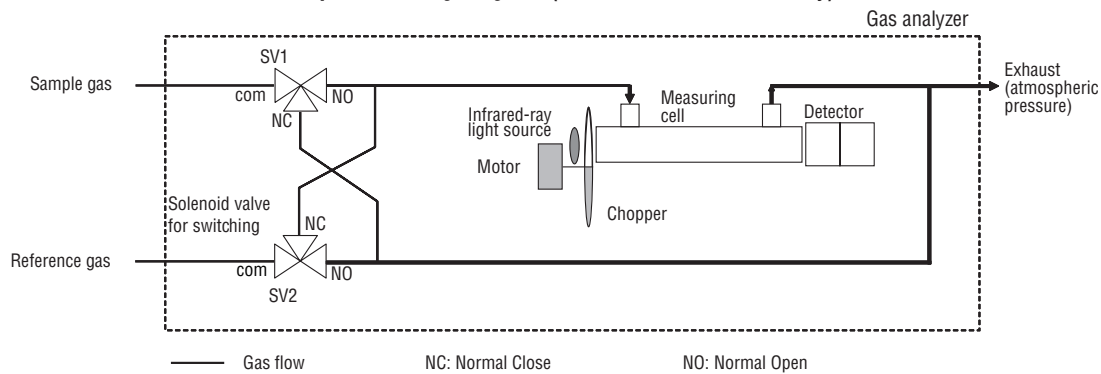 Gas analyzer
SV1
Sample gas
com
NO
NC
Exhaust
(atmospheric
pressure)
Infrared-ray
light source
Measuring
cell
Detector
Motor
Chopper
Solenoid valve
for switching
NC
Reference gas
com
NO
SV2
Gas flow
NC: Normal Close
NO: Normal Open